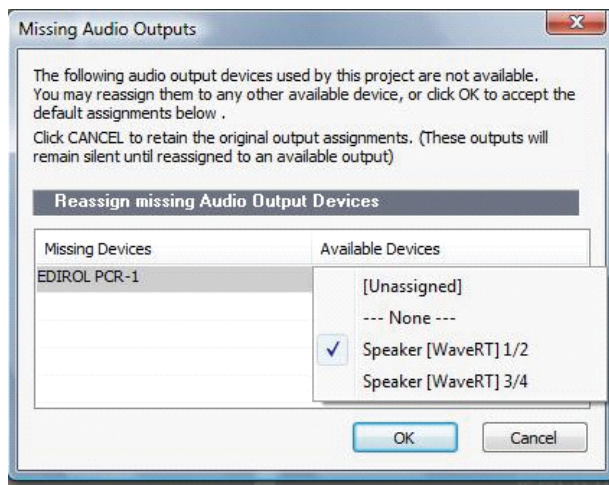 Missing Audio Outputs
The following audio output devices used by this project are not available.
You may reassign them to any other available device, or click OK to accept the
default assignments below .
Click CANCEL to retain the original output assignments. (These outputs will
remain silent until reassigned to an available output)
Reassign missing Audio Output Devices
Missing Devices Available Devices
EDIROL PCR-1
[Unassigned]
--- None ---
Speaker [WaveRT] 1/2
Speaker [WaveRT] 3/4
OK Cancel